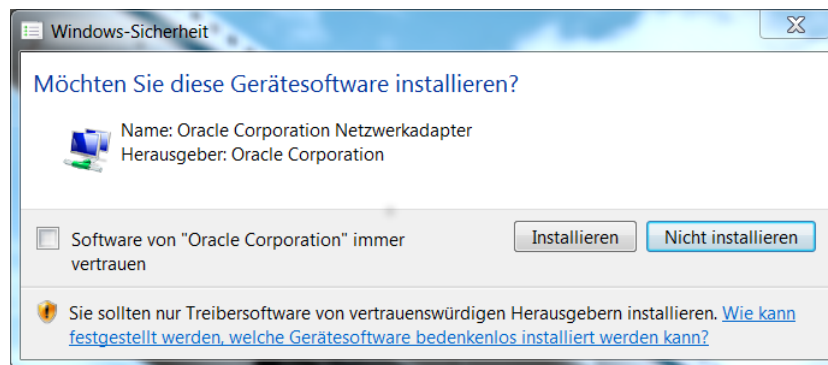 Windows-Sicherheit
Möchten Sie diese Gerätesoftware installieren?
Name: Oracle Corporation Netzwerkadapter
Herausgeber: Oracle Corporation
Software von "Oracle Corporation" immer
vertrauen
Installieren
Nicht installieren
Sie sollten nur Treibersoftware von vertrauenswürdigen Herausgebern installieren. Wie kann
festgestellt werden, welche Gerätesoftware bedenkenlos installiert werden kann?